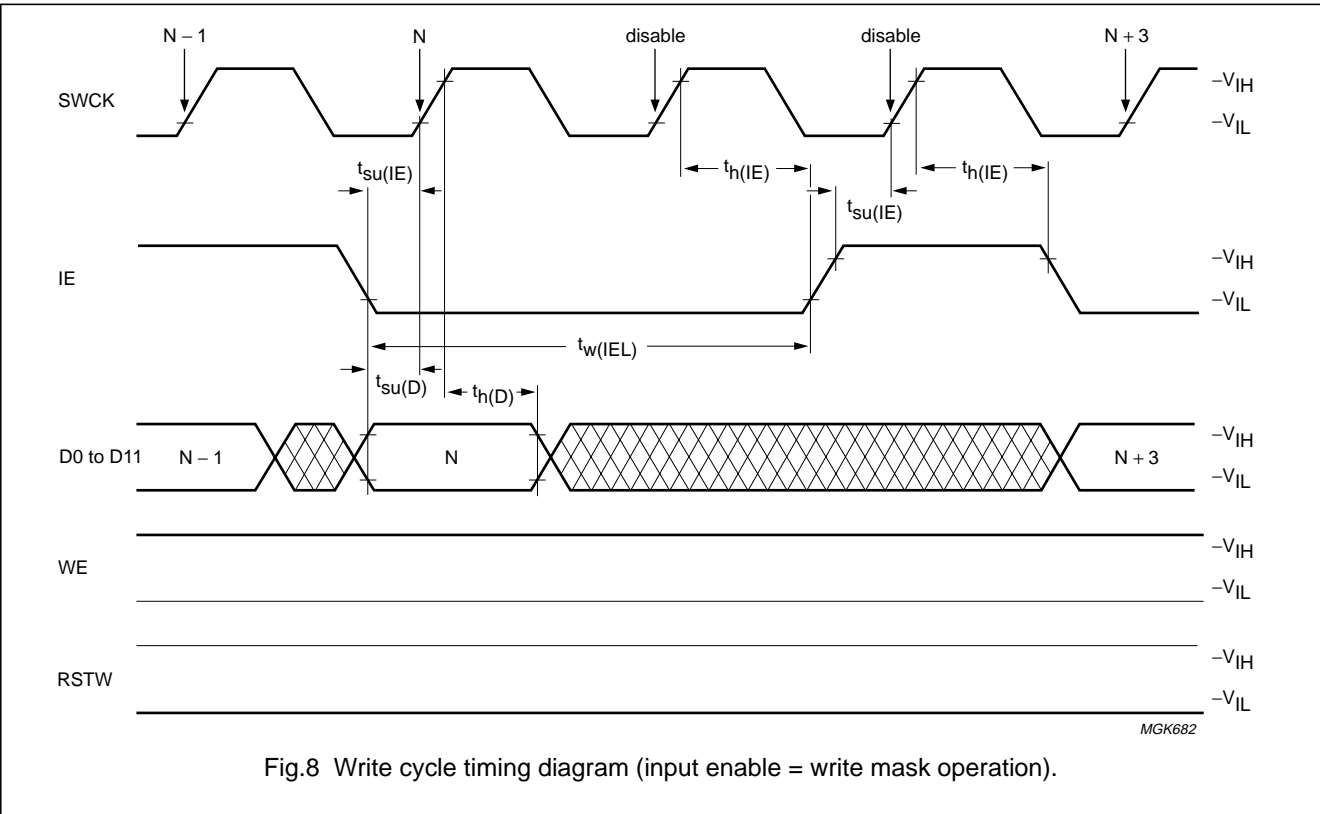 N – 1 N disable disable N + 3
SWCK
–VIH
–VIL
tsu(IE) th(IE) th(IE)
tsu(IE)
IE
–VIH
–VIL
tw(IEL)
tsu(D) th(D)
D0 to D11 N – 1 N N + 3
–VIH
–VIL
WE
–VIH
–VIL
RSTW
–VIH
–VIL
MGK682
Fig.8 Write cycle timing diagram (input enable = write mask operation).